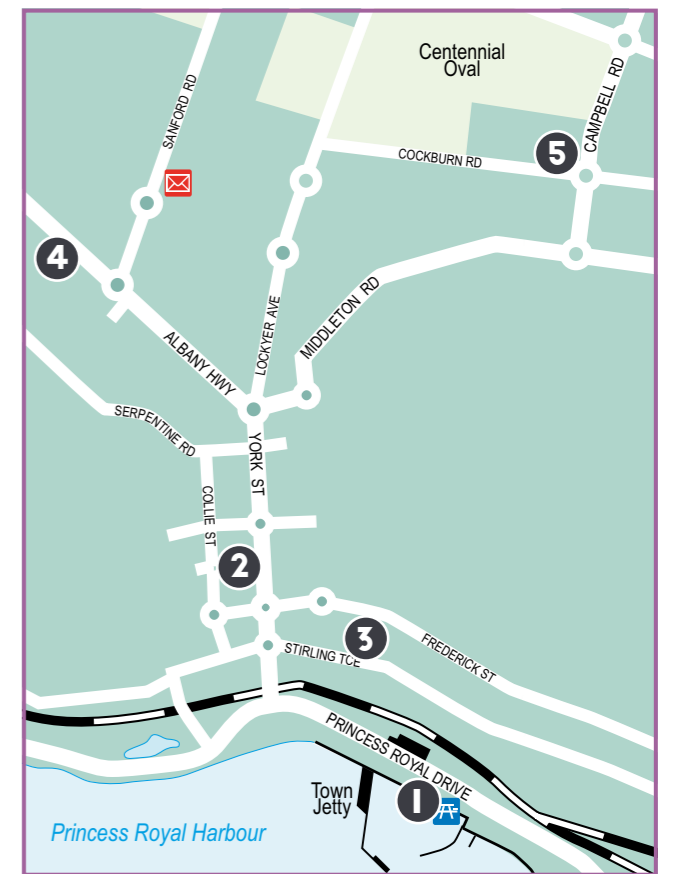 Centennial
Oval
CAMPBELL RD
SANFORD RD
5
COCKBURN RD
4
MIDDLETON RD
LOCKYER AVE
ALBANY HWY
SERPENTINE RD
YORK ST
COLLIE ST
2
3
STIRLING TCE
FREDERICK ST
PRINCESS ROYAL DRIVE
Town
Jetty
1
Princess Royal Harbour